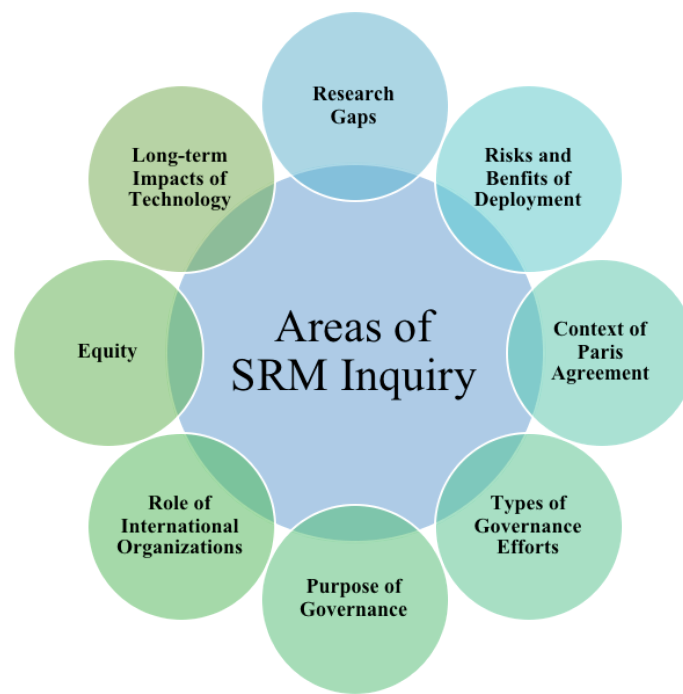 Research
Gaps
Risks and
Benfits of
Deployment
Context of
Paris
Agreement
Types of
Governance
Efforts
Purpose of
Governance
Role of
International
Organizations
Equity
Long-term
Impacts of
Technology
Areas of
SRM Inquiry